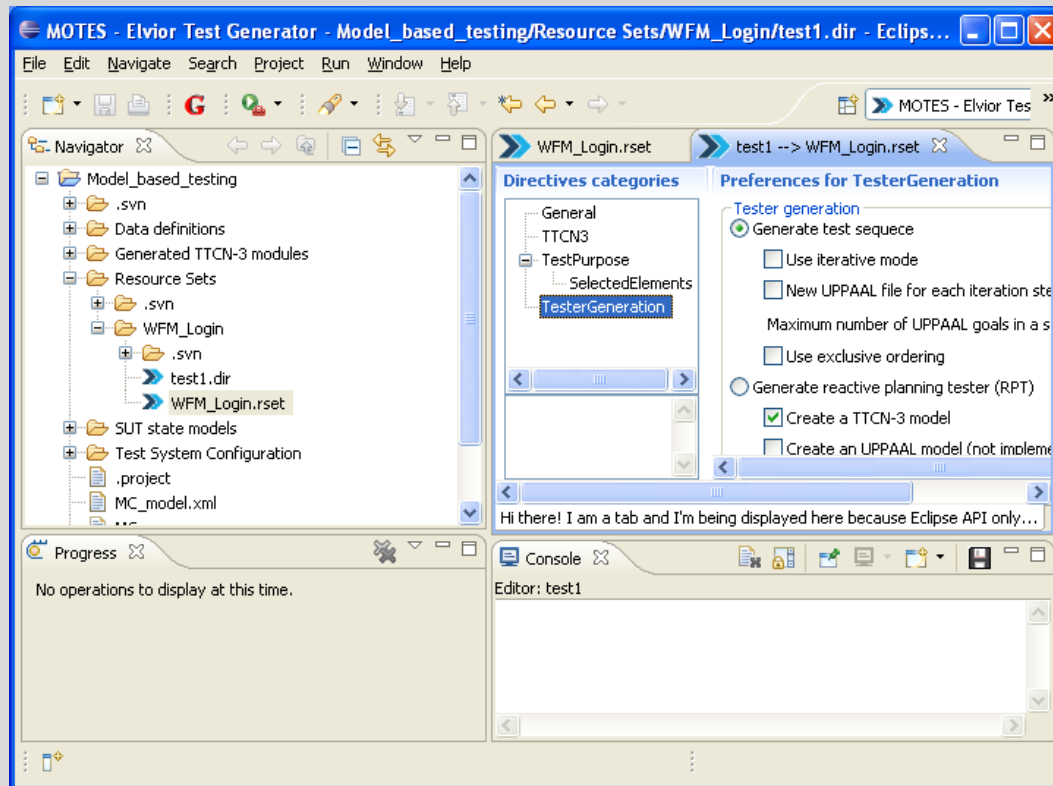 MOTES - Elvior Test Generator - Model_based_testing/Resource Sets/WFM_Login/test1.dir - Eclips...
File Edit Navigate Search Project Run Window Help
G
MOTES - Elvior Tes
Navigator
Model_based_testing
.svn
Data definitions
Generated TTCN-3 modules
Resource Sets
.svn
WFM_Login
.svn
test1.dir
WFM_Login.rset
SUT state models
Test System Configuration
.project
MC_model.xml
WFM_Login.rset
test1 --> WFM_Login.rset
Directives categories
General
TTCN3
TestPurpose
SelectedElements
TesterGeneration
Preferences for TesterGeneration
Tester generation
Generate test sequece
Use iterative mode
New UPPAAL file for each iteration ste
Maximum number of UPPAAL goals in a s
Use exclusive ordering
Generate reactive planning tester (RPT)
Create a TTCN-3 model
Create an UPPAAL model (not impleme
Hi there! I am a tab and I'm being displayed here because Eclipse API only...
Progress
No operations to display at this time.
Console
Editor: test1